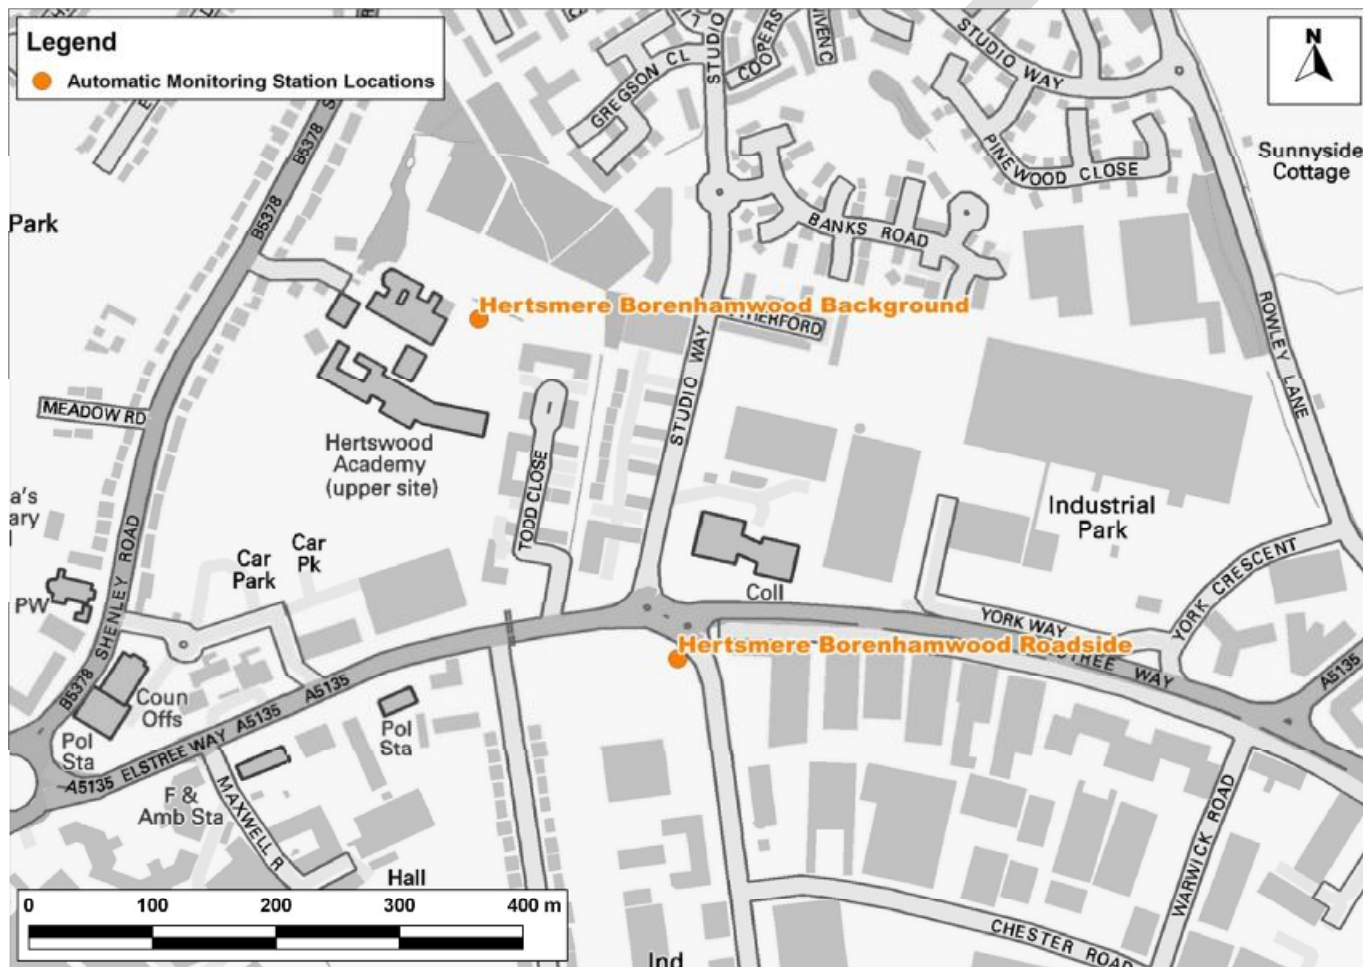 Legend
Automatic Monitoring Station Locations
N
STUDIO WAY
STUDIO
COOPERS
GREGSON CL
B5378
B5378
PINEWOOD CLOSE
Sunnyside
Cottage
Park
BANKS ROAD
Hertsmere Borenhamwood Background
ROWLEY LANE
STUDIO WAY
MEADOW RD
Hertswood
Academy
(upper site)
TODD CLOSE
a's
ary
Industrial
Park
SHENLEY ROAD
Car
Park
Car
Pk
PW
Coll
YORK WAY
YORK CRESCENT
Hertsmere Borenhamwood Roadside
WAY
A5135
B5378
Coun
Offs
Pol
Sta
Pol
Sta
A5135 ELSTREE WAY A5135
A5135
F &
Amb Sta
MAXWELL R
WARWICK ROAD
Hall
CHESTER ROAD
Ind
0 100 200 300 400 m